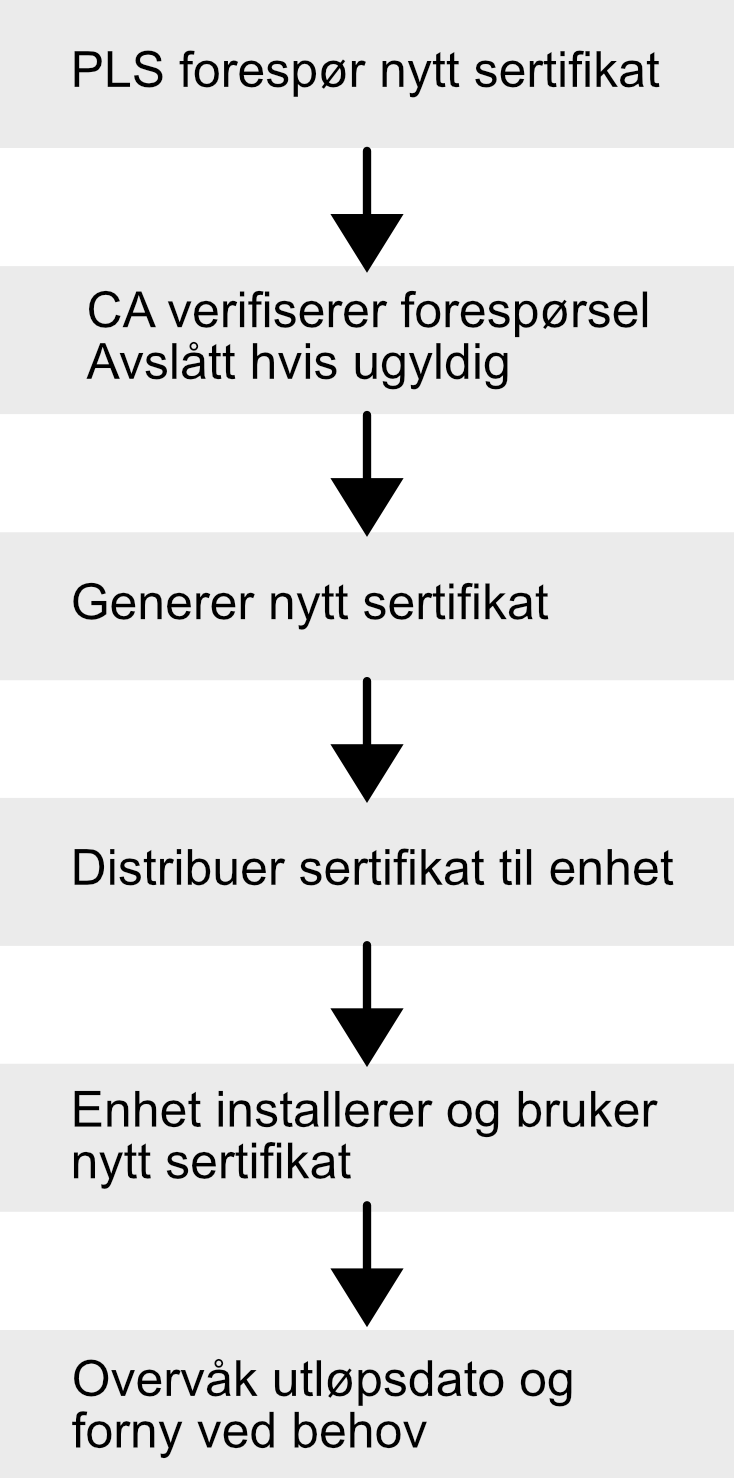 PLS forespør nytt sertifikat
CA verifiserer forespørsel
Avslått hvis ugyldig
Generer nytt sertifikat
Distribuer sertifikat til enhet
Enhet installerer og bruker
nytt sertifikat
Overvåk utløpsdato og
forny ved behov